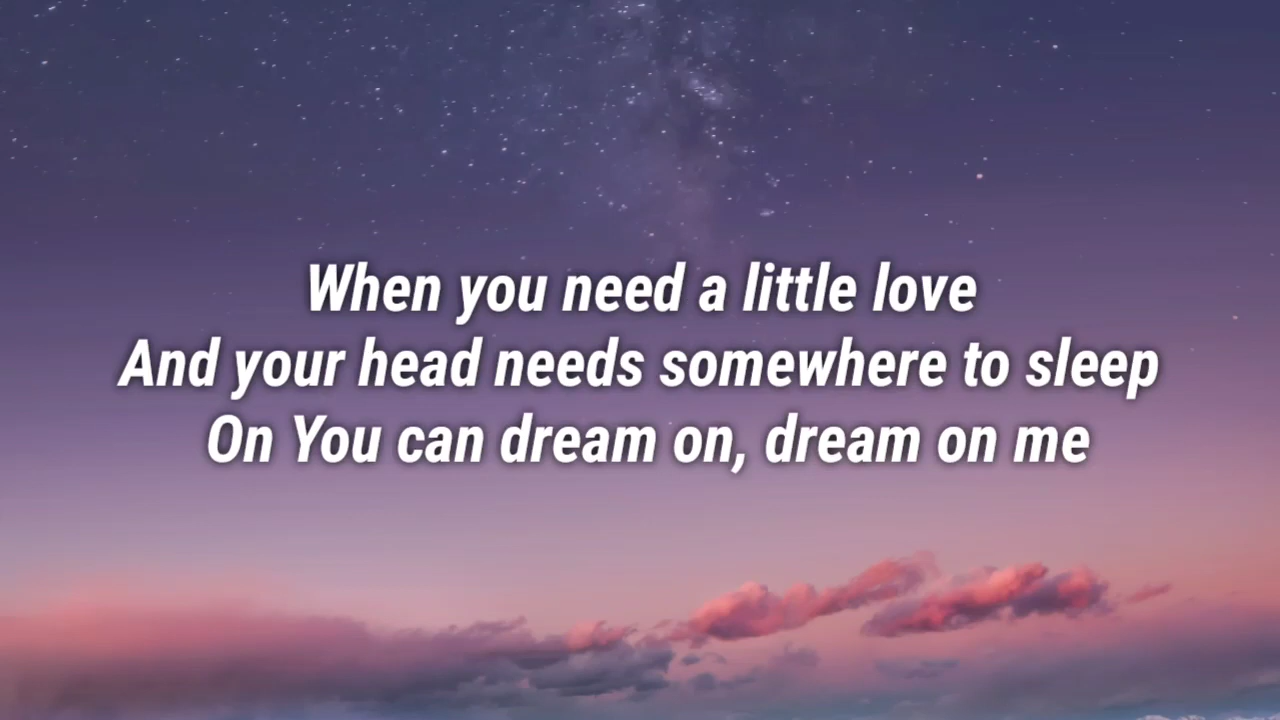 When you need a little love
And your head needs somewhere to sleep
On You can dream on, dream on me